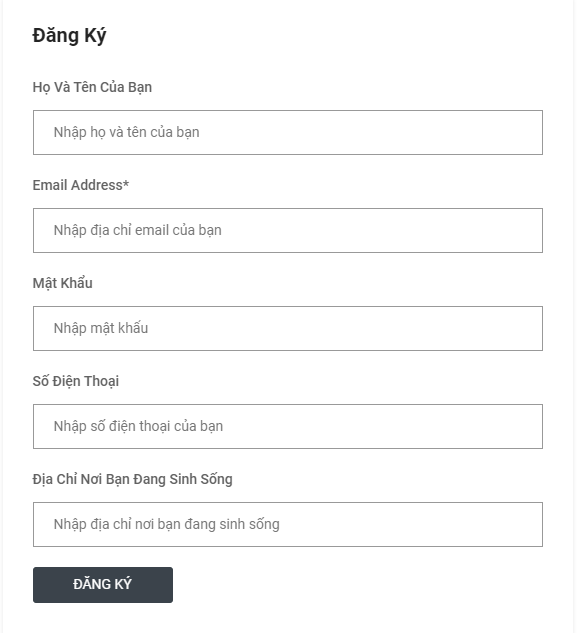 Đăng Ký
Họ Và Tên Của Bạn
Nhập họ và tên của bạn
Email Address*
Nhập địa chỉ email của bạn
Mật Khẩu
Nhập mật khẩu
Số Điện Thoại
Nhập số điện thoại của bạn
Địa Chỉ Nơi Bạn Đang Sinh Sống
Nhập địa chỉ nơi bạn đang sinh sống
ĐĂNG KÝ